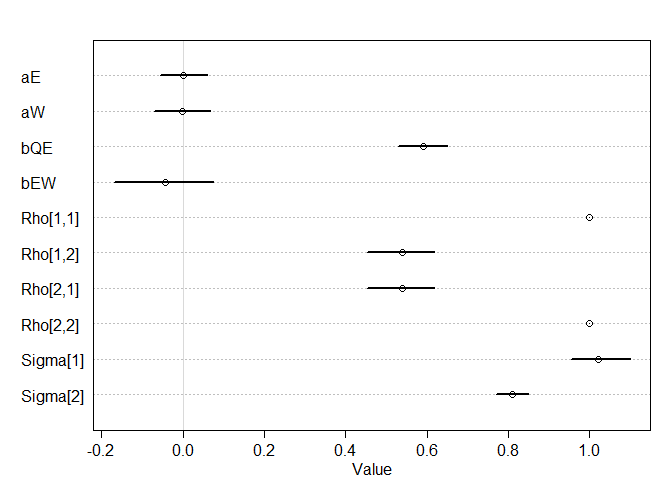 aE
aW
bQE
bEW
Rho[1,1]
Rho[1,2]
Rho[2,1]
Rho[2,2]
Sigma[1]
Sigma[2]
-0.2 0.0 0.2 0.4 0.6 0.8 1.0
Value